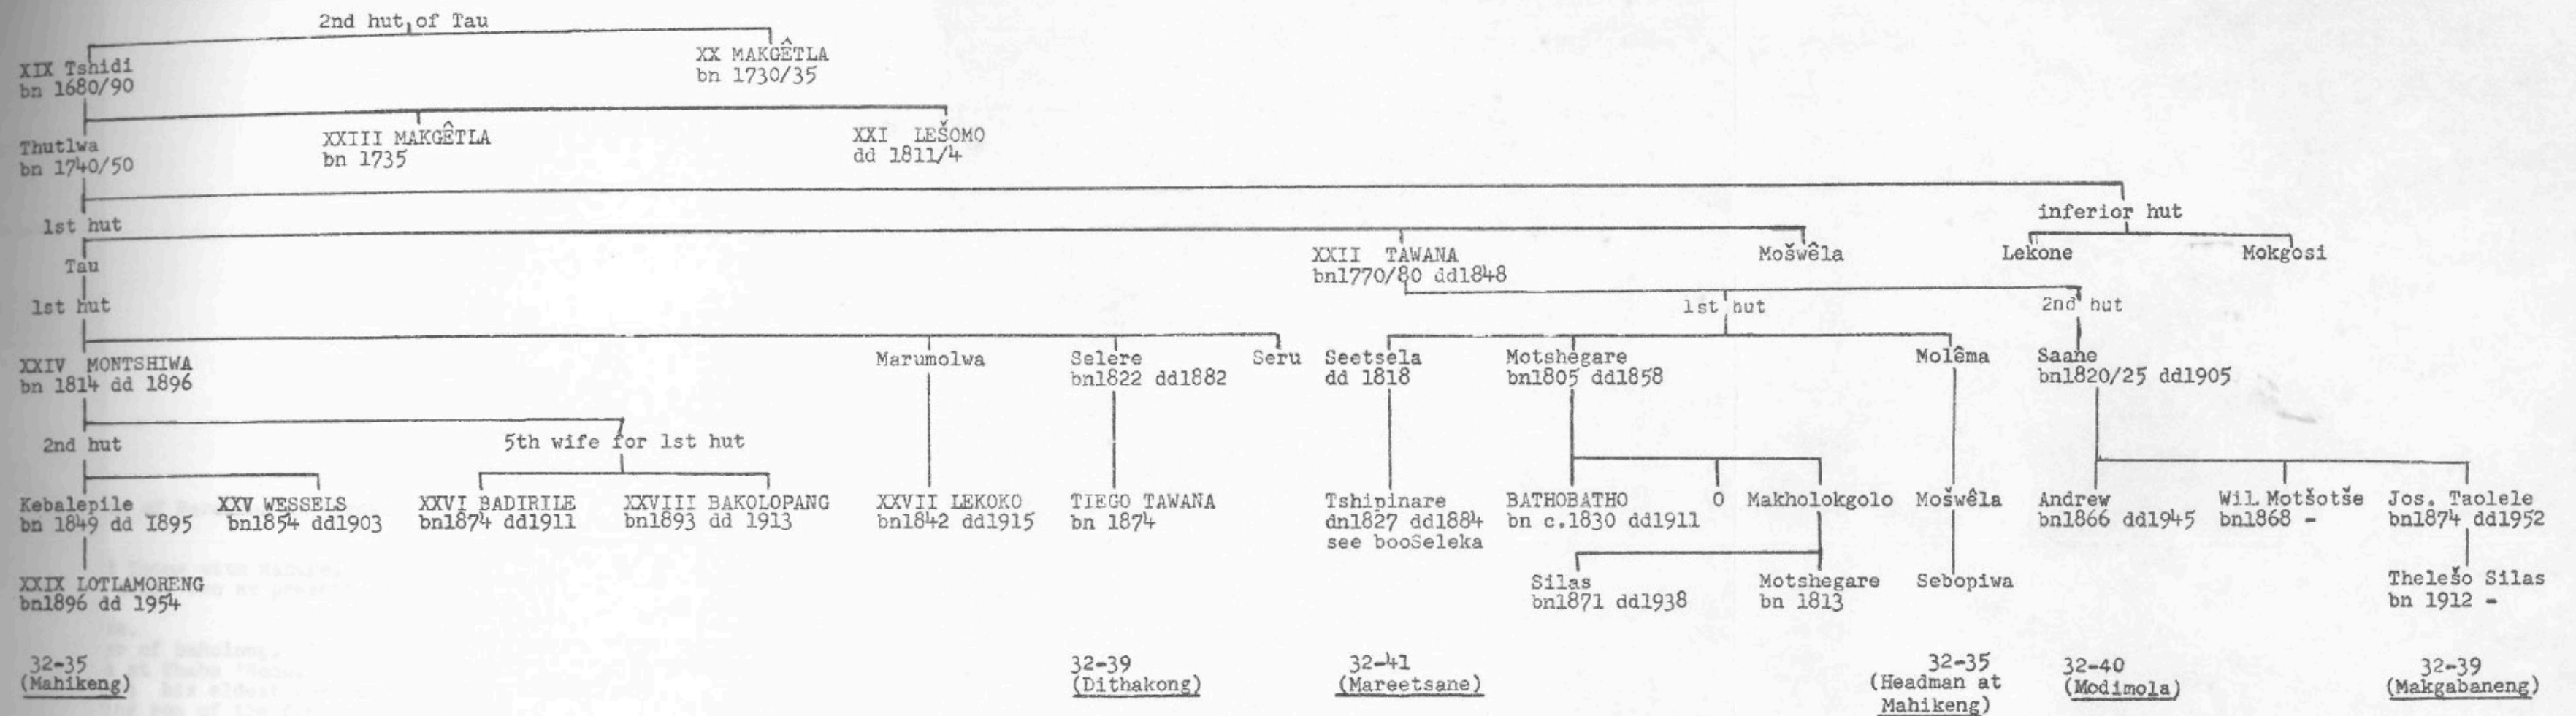 2nd hut of Tau
XIX Tshidi
bn 1680/90
XX MAKGÊTLA
bn 1730/35
Thutlwa
bn 1740/50
XXIII MAKGÊTLA
bn 1735
XXI LEŠOMO
dd 1811/4
1st hut
inferior hut
Tau
XXII TAWANA
bn1770/80 dd1848
Mošwêla
Lekone
Mokgosi
1st hut
1st hut
2nd hut
XXIV MONTSHIWA
bn 1814 dd 1896
Marumolwa
Selere
bn1822 dd1882
Seru
Seetsela
dd 1818
Motshegare
bn1805 dd1858
Molêma
Saane
bn1820/25 dd1905
2nd hut
5th wife for 1st hut
Kebalepile
bn 1849 dd 1895
XXV WESSELS
bn1854 dd1903
XXVI BADIRILE
bn1874 dd1911
XXVIII BAKOLOPANG
bn1893 dd 1913
XXVII LEKOKO
bn1842 dd1915
TIEGO TAWANA
bn 1874
Tshipinare
dn1827 dd1884
see booSeleka
BATHOBATHO
bn c.1830 dd1911
O
Makholokgolo
Mošwêla
Andrew
bn1866 dd1945
Wil. Motšotše
bn1868 -
Jos. Taolele
bn1874 dd1952
XXIX LOTLAMORENG
bn1896 dd 1954
Silas
bn1871 dd1938
Motshegare
bn 1813
Sebopiwa
Thelešo Silas
bn 1912 -
32-35
(Mahikeng)
32-39
(Dithakong)
32-41
(Mareetsane)
32-35
(Headman at
Mahikeng)
32-40
(Modimola)
32-39
(Makgabaneng)